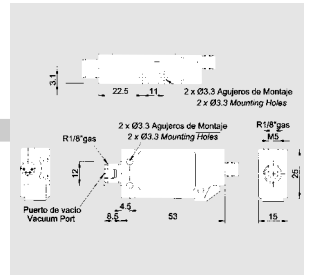 3.1
22.5
11
2 x Ø3.3 Agujeros de Montaje
2 x Ø3.3 Mounting Holes
2 x Ø3.3 Agujeros de Montaje
2 x Ø3.3 Mounting Holes
R1/8"gas
R1/8"gas
M5
12
25
4.5
Puerto de vacio
Vacuum Port
8.5
53
15